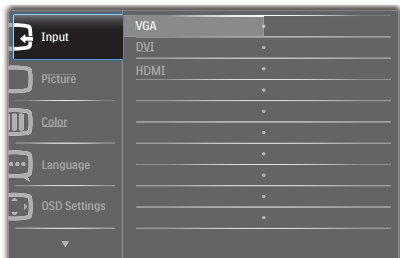 Input
Picture
Color
Language
OSD Settings
VGA
DVI
HDMI